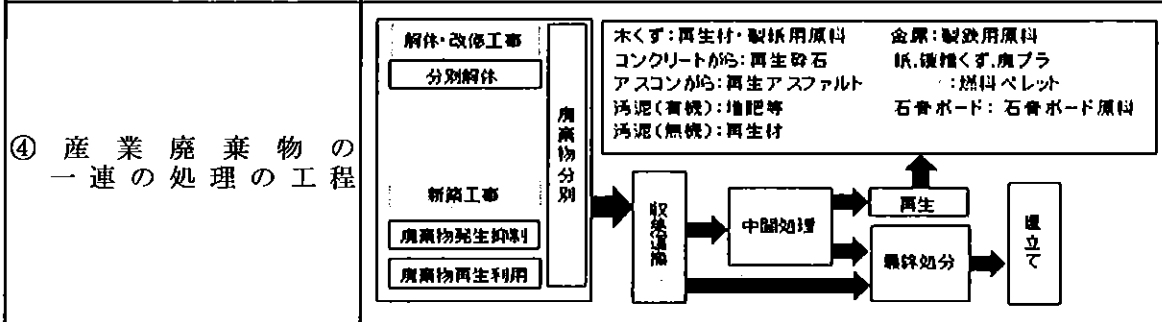 ④ 産業廃棄物の
一連の処理の工程
解体・改修工事
分別解体
新築工事
廃棄物発生抑制
廃棄物再生利用
廃棄物分別
木くず：再生材・製紙用原料
コンクリートがら：再生砕石
アスコンがら：再生アスファルト
汚泥（有機）：堆肥等
汚泥（無機）：再生材
金属：製鉄用原料
紙,繊維くず,廃プラ
：燃料ペレット
石膏ボード：石膏ボード原料
収集運搬
中間処理
再生
最終処分
埋立て